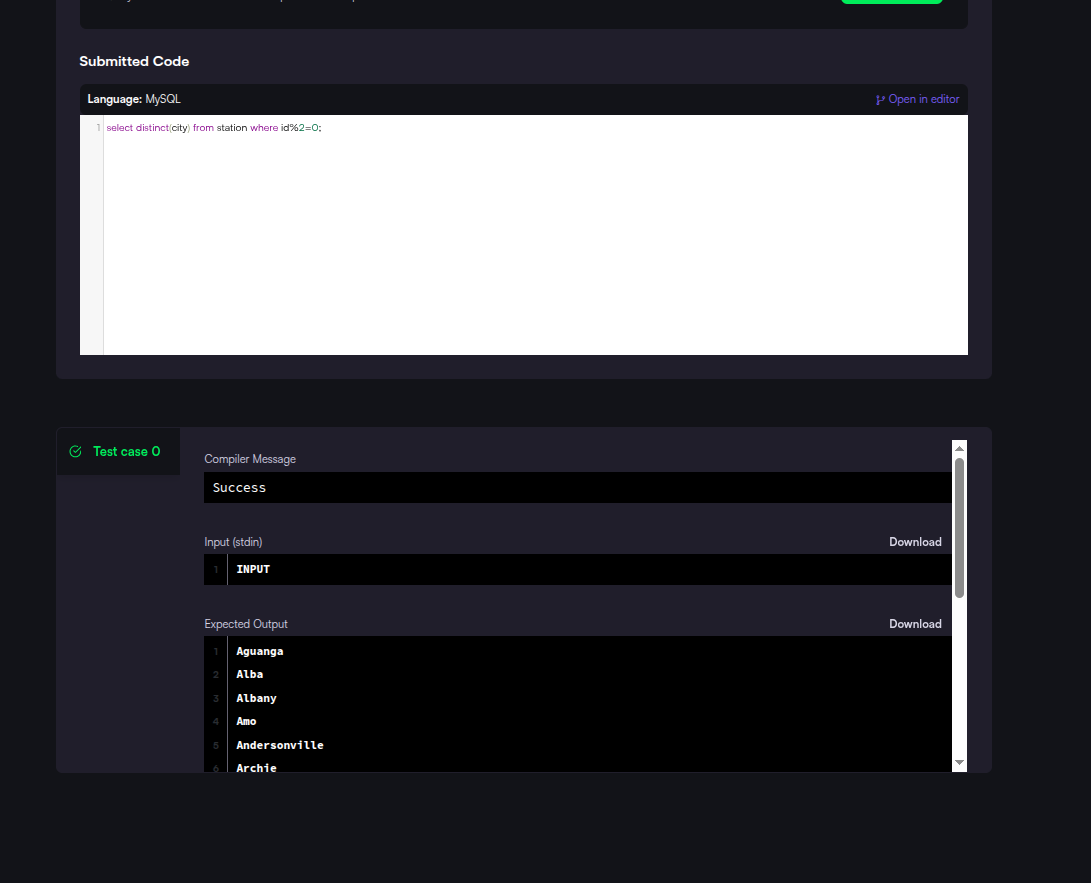 Submitted Code
Language: MySQL
Open in editor
1 select distinct(city) from station where id%2=0;
Test case 0
Compiler Message
Success
Input (stdin)
Download
1 INPUT
Expected Output
Download
1 Aguanga
2 Alba
3 Albany
4 Amo
5 Andersonville
6 Archie